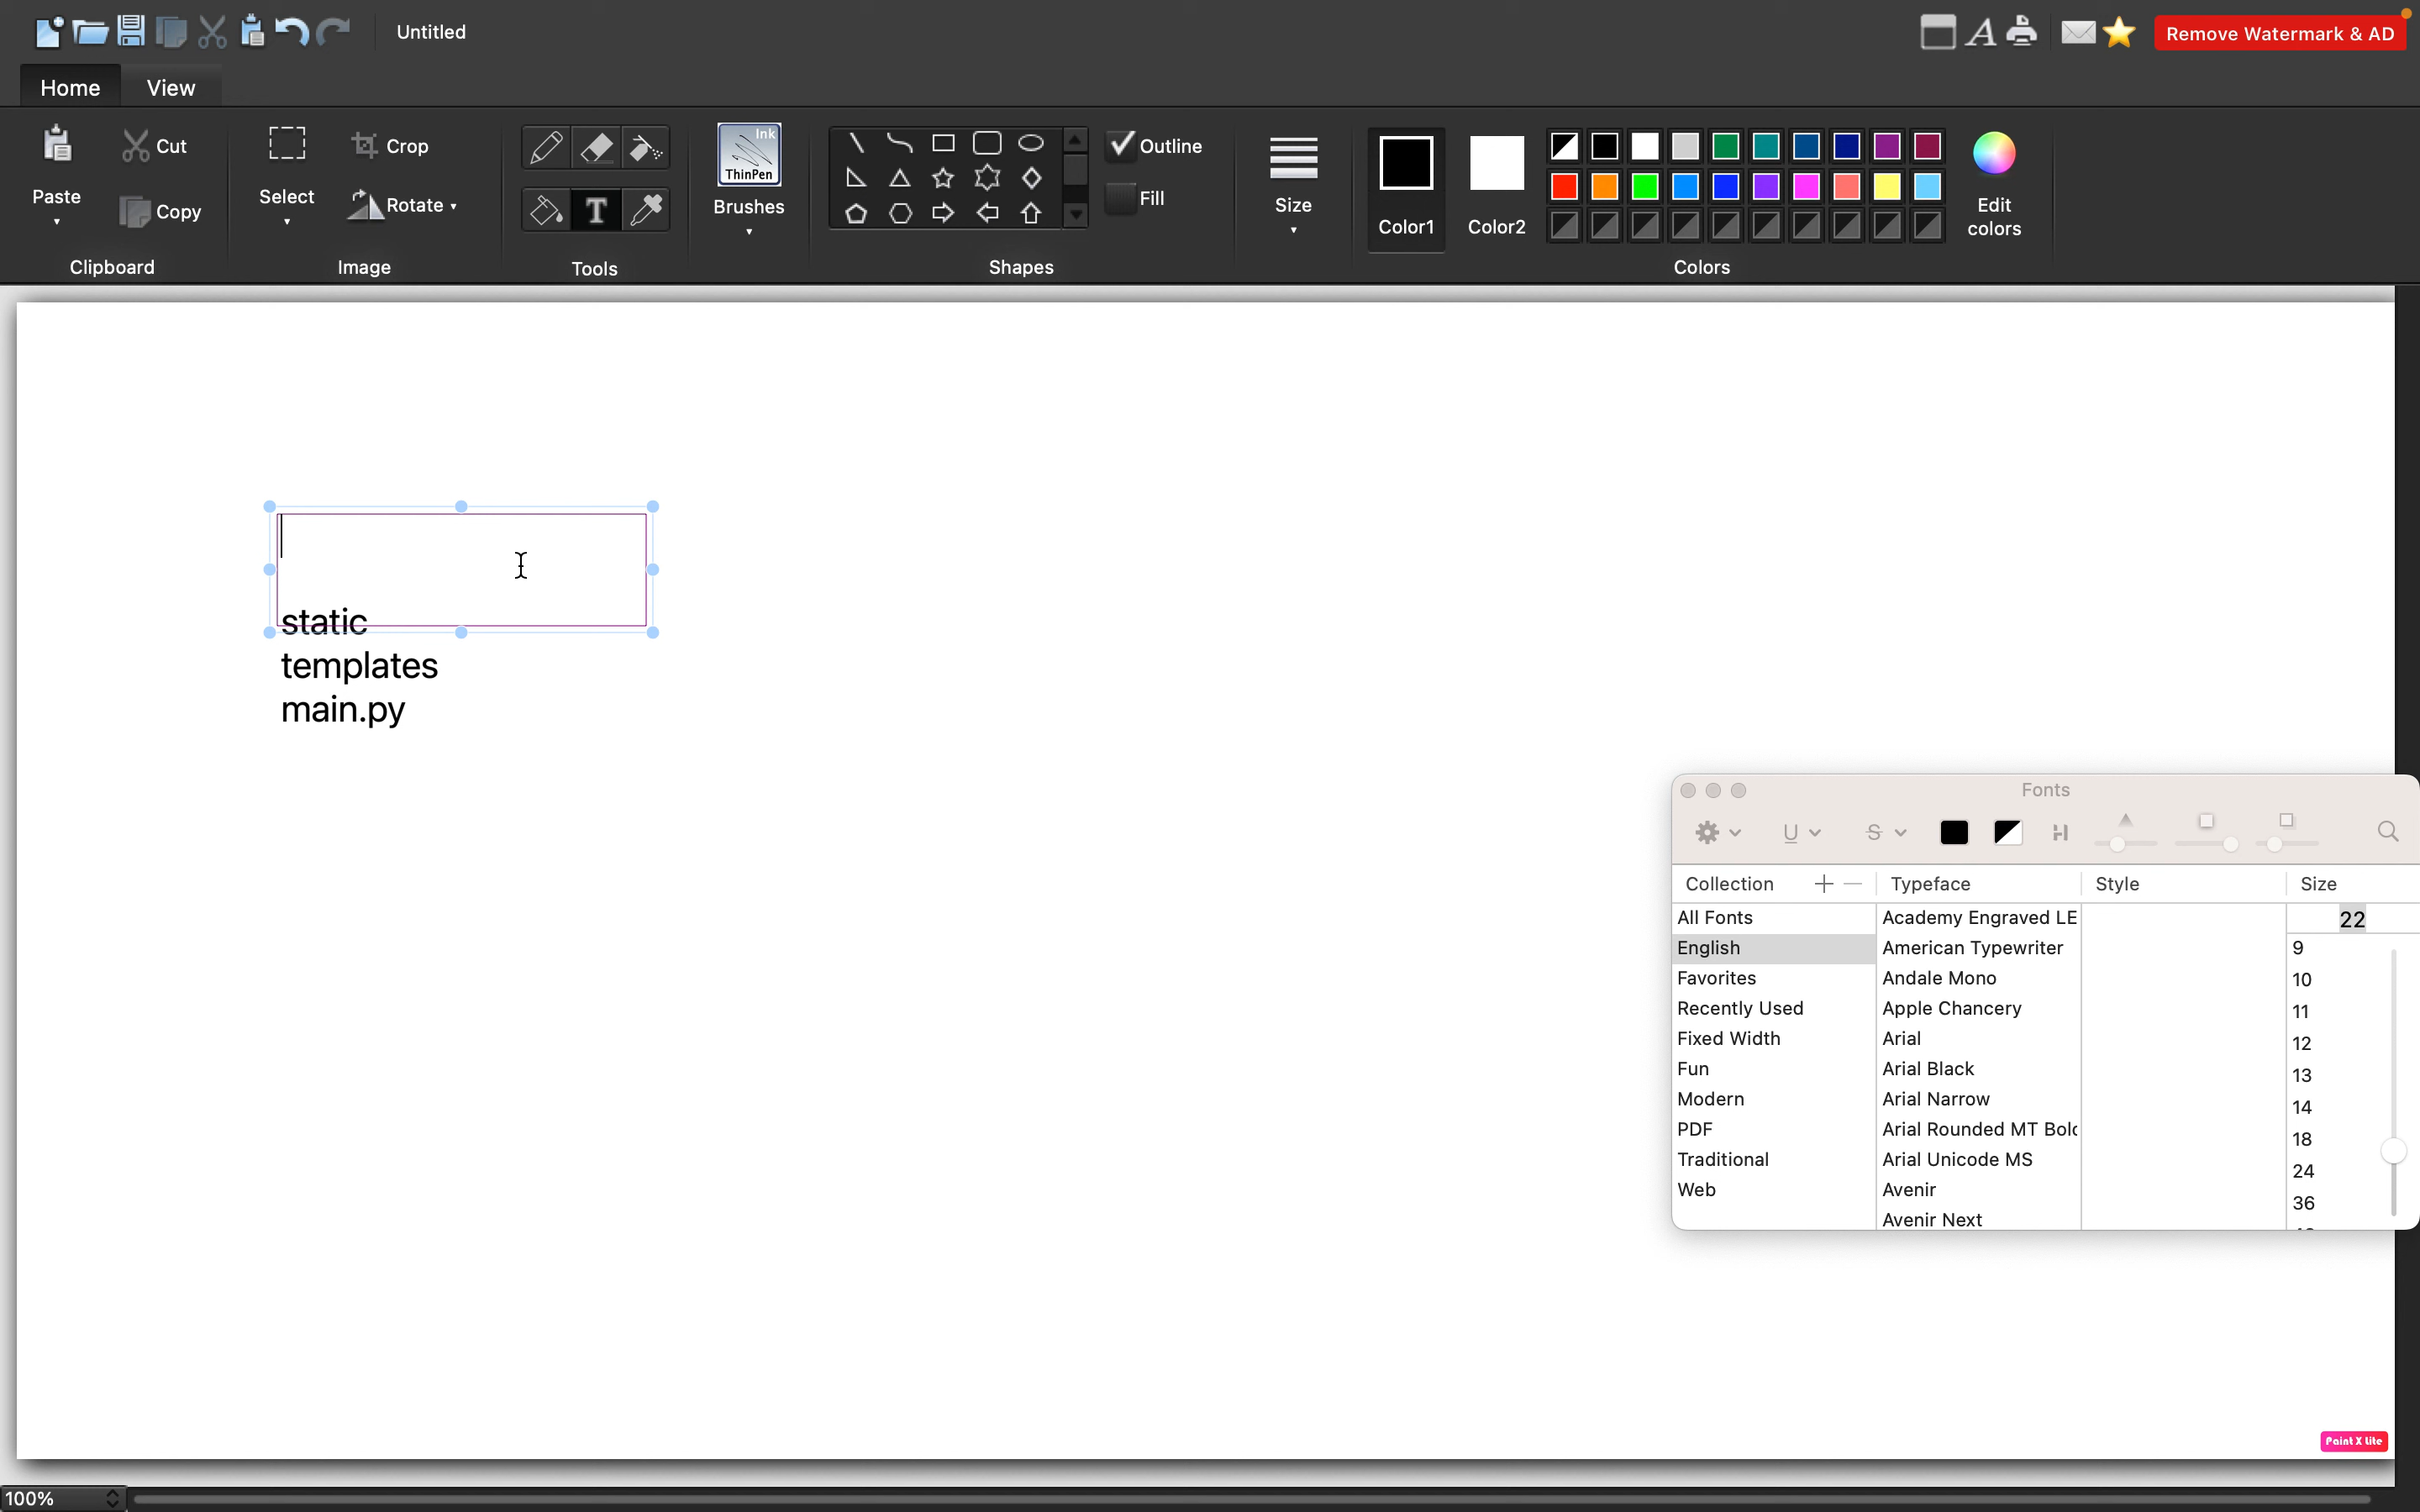 Untitled
Remove Watermark & AD
Home
View
Paste
Cut
Copy
Clipboard
Select
Crop
Rotate
Image
T
Tools
Ink
ThinPen
Brushes
Outline
Fill
Shapes
Size
Color1
Color2
Edit
colors
Colors
static
templates
main.py
Fonts
U
S
Collection
Typeface
Style
Size
All Fonts
English
Favorites
Recently Used
Fixed Width
Fun
Modern
PDF
Traditional
Web
Academy Engraved LE
American Typewriter
Andale Mono
Apple Chancery
Arial
Arial Black
Arial Narrow
Arial Rounded MT Bold
Arial Unicode MS
Avenir
Avenir Next
22
9
10
11
12
13
14
18
24
36
Paint X lite
100%